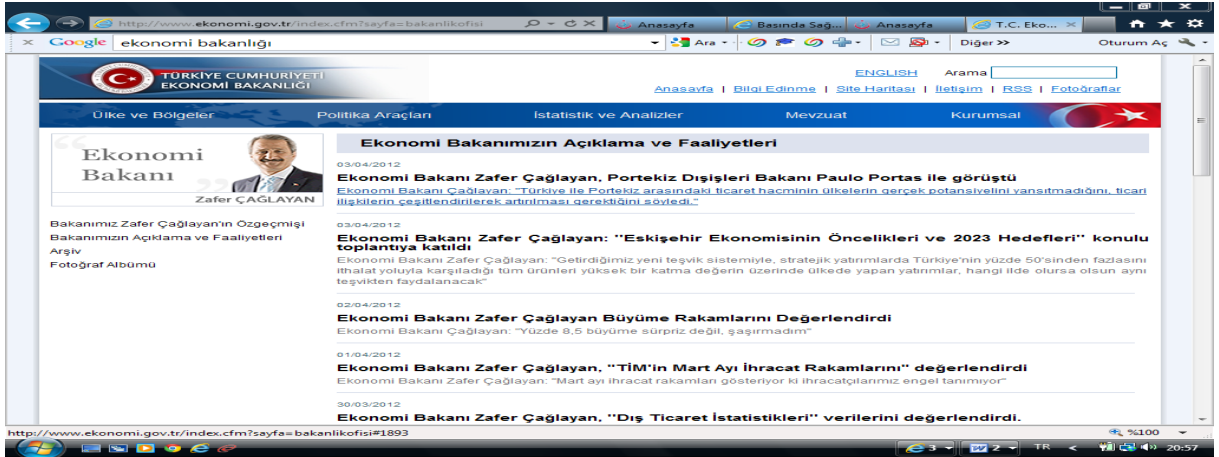 http://www.ekonomi.gov.tr/index.cfm?sayfa=bakanlikofisi
Anasayfa
Basında Sağ...
Anasayfa
T.C. Eko...
Google
ekonomi bakanlığı
Ara
Diğer >>
Oturum Aç
TÜRKİYE CUMHURİYETİ
EKONOMİ BAKANLIĞI
ENGLISH Arama
Anasayfa | Bilgi Edinme | Site Haritası | İletişim | RSS | Fotoğraflar
Ülke ve Bölgeler Politika Araçları İstatistik ve Analizler Mevzuat Kurumsal
Ekonomi
Bakanı
Zafer ÇAĞLAYAN
Bakanımız Zafer Çağlayan'ın Özgeçmişi
Bakanımızın Açıklama ve Faaliyetleri
Arşiv
Fotoğraf Albümü
Ekonomi Bakanımızın Açıklama ve Faaliyetleri
03/04/2012
Ekonomi Bakanı Zafer Çağlayan, Portekiz Dışişleri Bakanı Paulo Portas ile görüştü
Ekonomi Bakanı Çağlayan: "Türkiye ile Portekiz arasındaki ticaret hacminin ülkelerin gerçek potansiyelini yansıtmadığını, ticari
ilişkilerin çeşitlendirilerek artırılması gerektiğini söyledi."
03/04/2012
Ekonomi Bakanı Zafer Çağlayan: "Eskişehir Ekonomisinin Öncelikleri ve 2023 Hedefleri" konulu
toplantıya katıldı
Ekonomi Bakanı Çağlayan: "Getirdiğimiz yeni teşvik sistemiyle, stratejik yatırımlarda Türkiye'nin yüzde 50'sinden fazlasını
ithalat yoluyla karşıladığı tüm ürünleri yüksek bir katma değerin üzerinde ülkede yapan yatırımlar, hangi ilde olursa olsun aynı
teşvikten faydalanacak"
02/04/2012
Ekonomi Bakanı Zafer Çağlayan Büyüme Rakamlarını Değerlendirdi
Ekonomi Bakanı Çağlayan: "Yüzde 8,5 büyüme sürpriz değil, şaşırmadım"
01/04/2012
Ekonomi Bakanı Zafer Çağlayan, "TİM'in Mart Ayı İhracat Rakamlarını" değerlendirdi
Ekonomi Bakanı Zafer Çağlayan: "Mart ayı ihracat rakamları gösteriyor ki ihracatçılarımız engel tanımıyor"
30/03/2012
Ekonomi Bakanı Zafer Çağlayan, "Dış Ticaret İstatistikleri" verilerini değerlendirdi.
http://www.ekonomi.gov.tr/index.cfm?sayfa=bakanlikofisi#1893
%100
3
2
TR
20:57